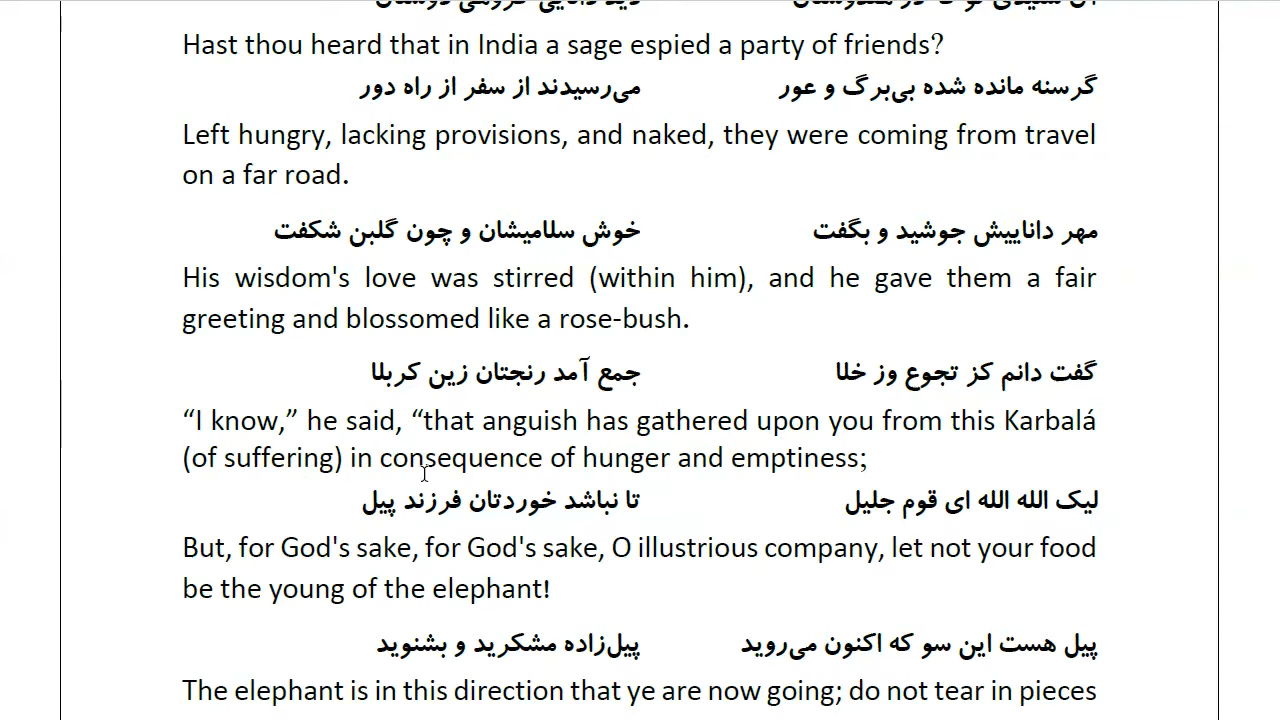 Hast thou heard that in India a sage espied a party of friends?
گرسنه مانده شده بی‌برگ و عور می‌رسیدند از سفر از راه دور
Left hungry, lacking provisions, and naked, they were coming from travel
on a far road.
مهر داناییش جوشید و بگفت خوش سلامیشان و چون گلبن شکفت
His wisdom's love was stirred (within him), and he gave them a fair
greeting and blossomed like a rose-bush.
گفت دانم کز تجوع وز خلا جمع آمد رنجتان زین کربلا
“I know,” he said, “that anguish has gathered upon you from this Karbalá
(of suffering) in consequence of hunger and emptiness;
لیک الله الله ای قوم جلیل تا نباشد خوردتان فرزند پیل
But, for God's sake, for God's sake, O illustrious company, let not your food
be the young of the elephant!
پیل هست این سو که اکنون می‌روید پیل‌زاده مشکرید و بشنوید
The elephant is in this direction that ye are now going; do not tear in pieces